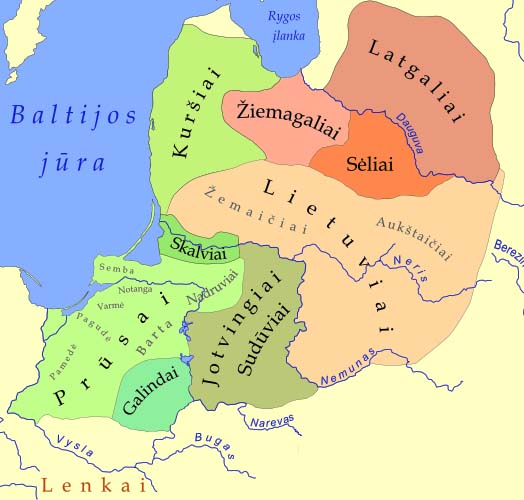 Rygos
įlanka
Latgaliai
Kuršiai
Baltijos
jūra
Žiemagaliai
Dauguva
Sėliai
Lietuviai
Žemaičiai
Aukštaičiai
Berezin
Skalviai
Neris
Semba
Nadruviai
Notanga
Varmė
Pagudė
Barta
Pamedė
Prūsai
Jotvingiai
Sudūviai
Galindai
Nemunas
Narevas
Vysla
Bugas
Lenkai